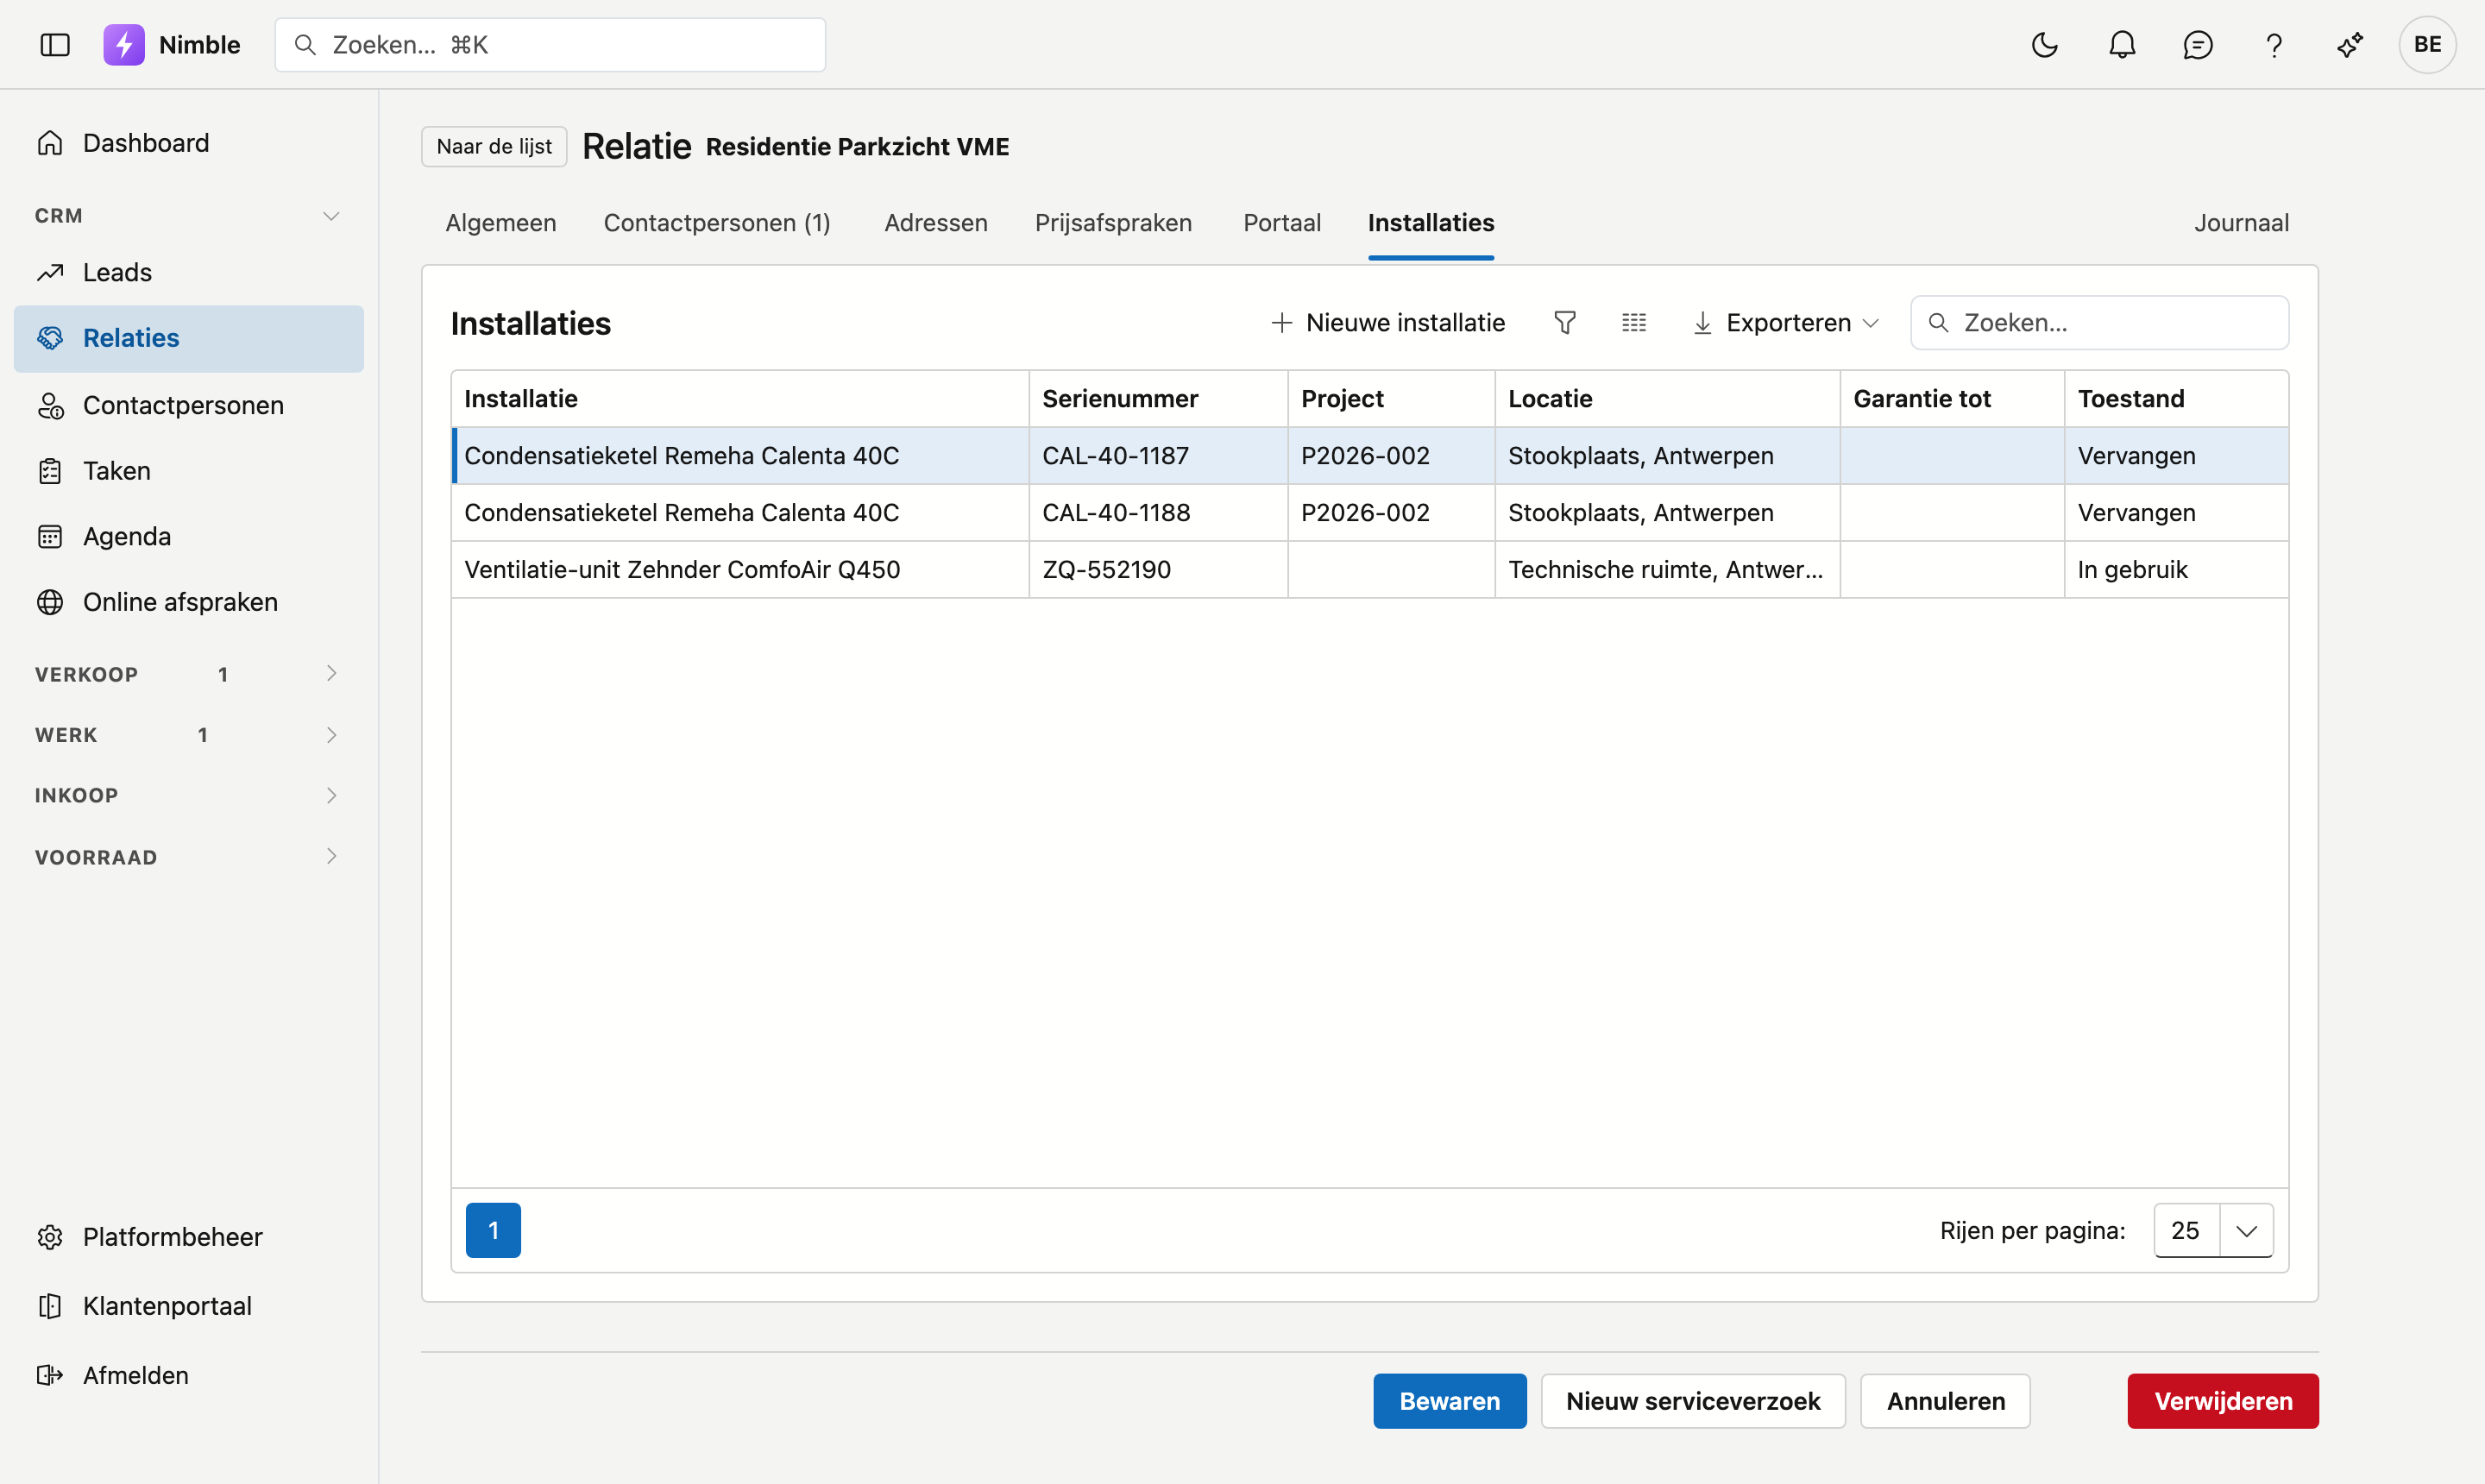 Nimble
Zoeken... ⌘K
BE
Dashboard
CRM
Leads
Relaties
Contactpersonen
Taken
Agenda
Online afspraken
VERKOOP 1
WERK 1
INKOOP
VOORRAAD
Platformbeheer
Klantenportaal
Afmelden
Naar de lijst Relatie Residentie Parkzicht VME
Algemeen Contactpersonen (1) Adressen Prijsafspraken Portaal Installaties Journaal
Installaties Nieuwe installatie Exporteren Zoeken...
Installatie Serienummer Project Locatie Garantie tot Toestand
Condensatieketel Remeha Calenta 40C CAL-40-1187 P2026-002 Stookplaats, Antwerpen Vervangen
Condensatieketel Remeha Calenta 40C CAL-40-1188 P2026-002 Stookplaats, Antwerpen Vervangen
Ventilatie-unit Zehnder ComfoAir Q450 ZQ-552190 Technische ruimte, Antwer... In gebruik
1 Rijen per pagina: 25
Bewaren Nieuw serviceverzoek Annuleren Verwijderen